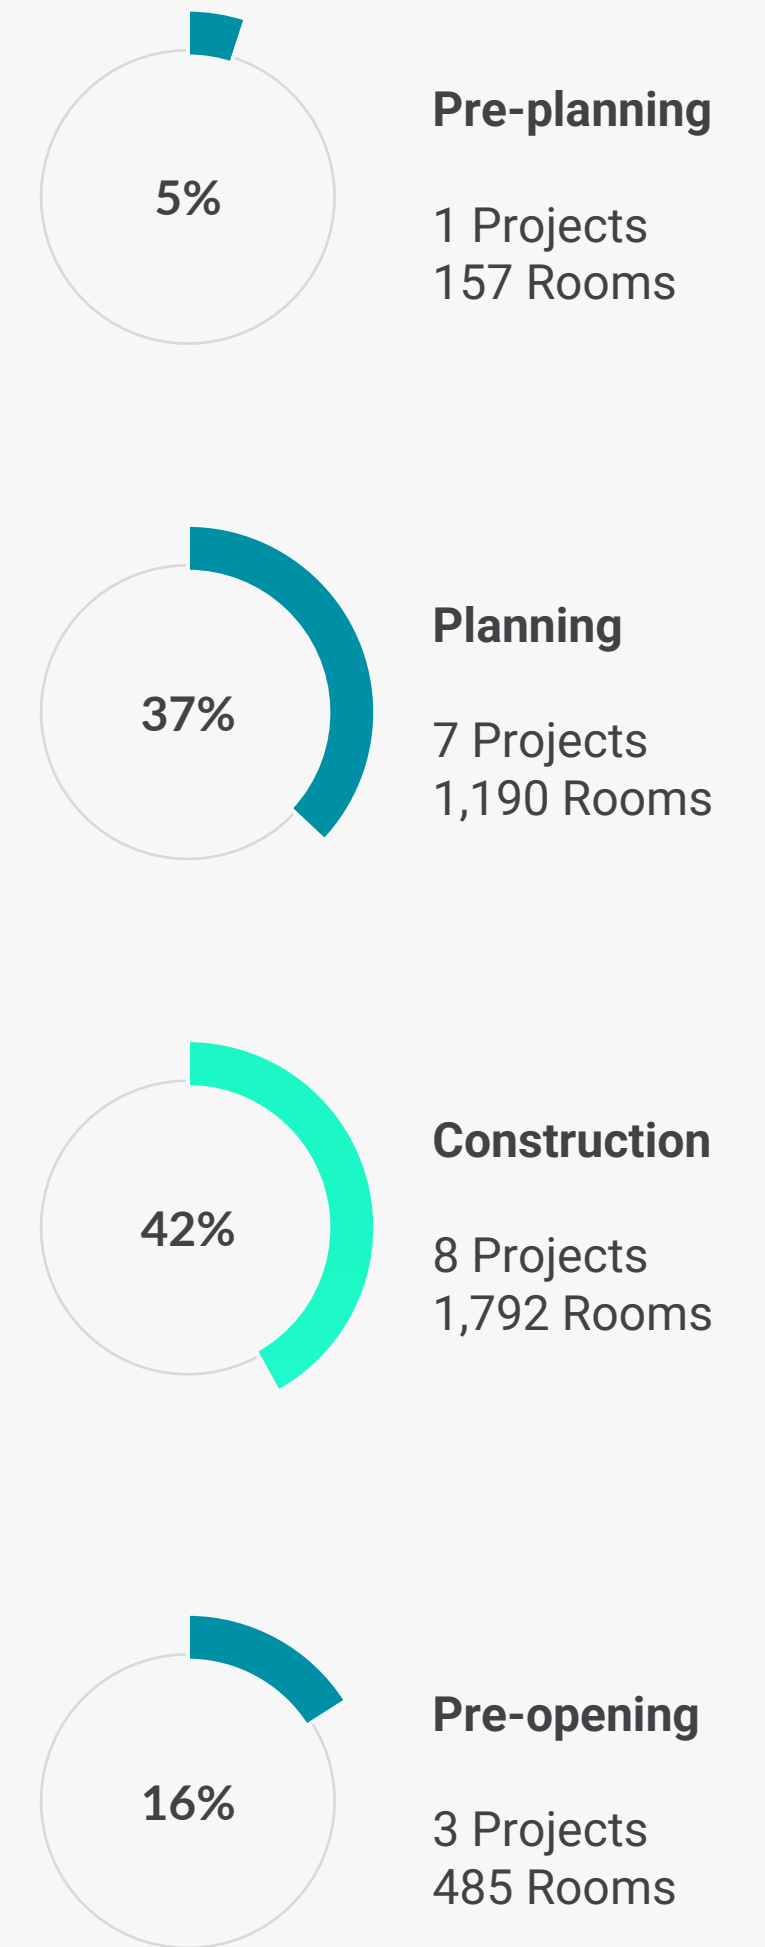 5%
Pre-planning
1 Projects
157 Rooms
37%
Planning
7 Projects
1,190 Rooms
42%
Construction
8 Projects
1,792 Rooms
16%
Pre-opening
3 Projects
485 Rooms